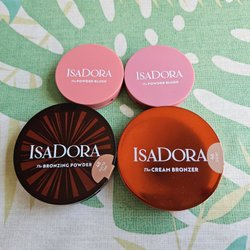 ISADORA
The POWDER BLUSH
ISADORA
The POWDER BLUSH
ISADORA
The BRONZING POWDER
ISADORA
The CREAM BRONZER